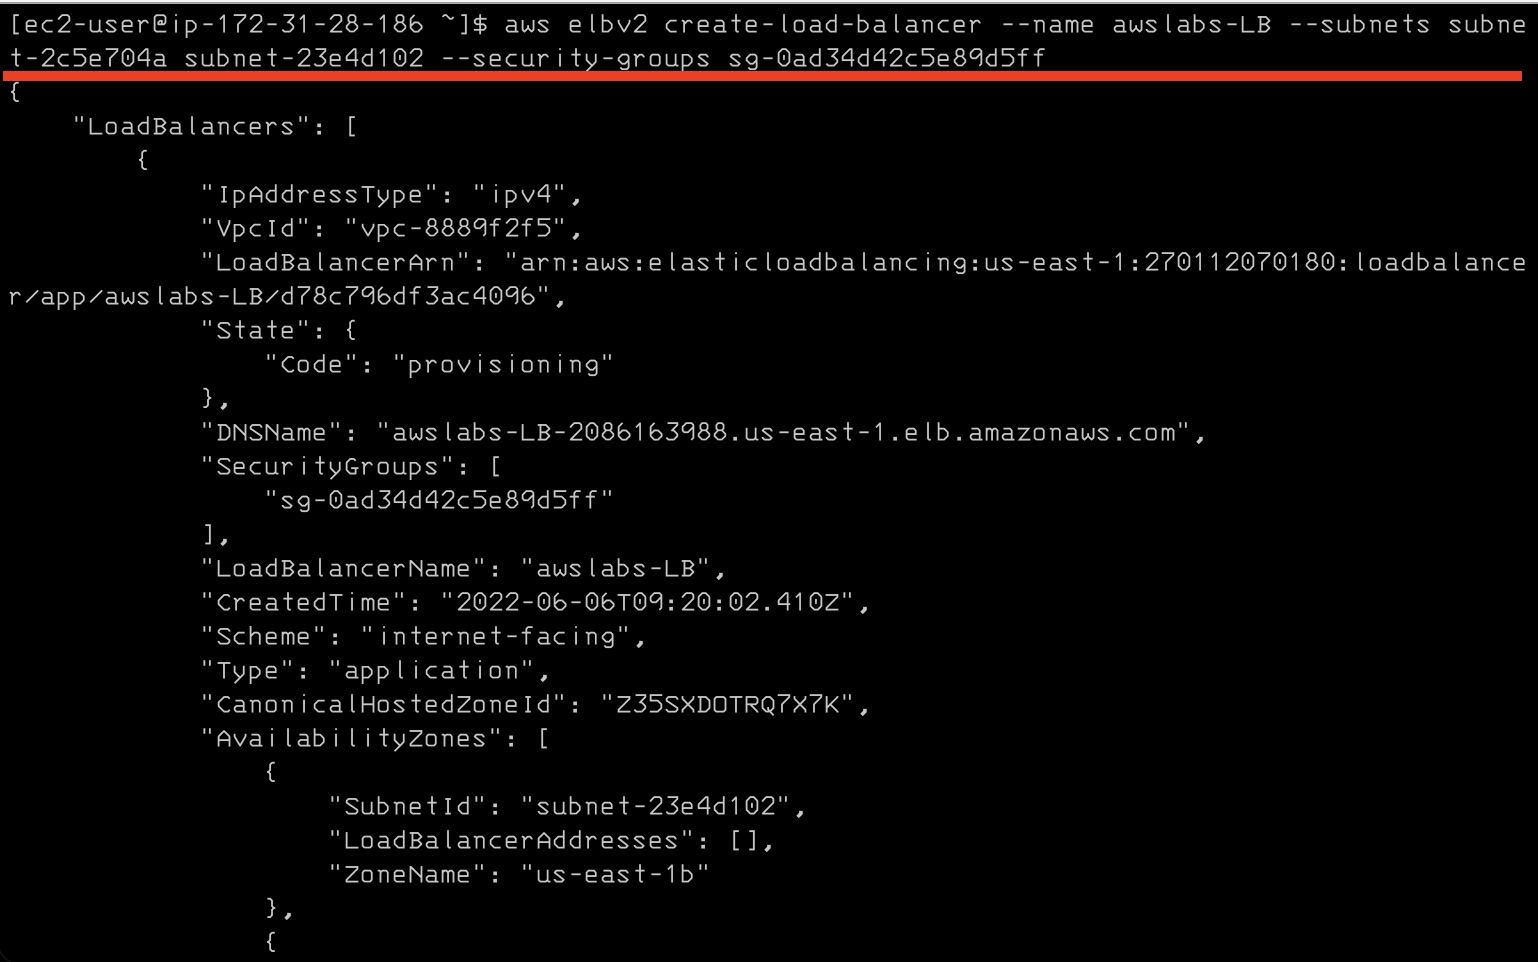 [ec2-user@ip-172-31-28-186 ~]$ aws elbv2 create-load-balancer --name awslabs-LB --subnets subne
t-2c5e704a subnet-23e4d102 --security-groups sg-0ad34d42c5e89d5ff
{
    "LoadBalancers": [
        {
            "IpAddressType": "ipv4",
            "VpcId": "vpc-8889f2f5",
            "LoadBalancerArn": "arn:aws:elasticloadbalancing:us-east-1:270112070180:loadbalance
r/app/awslabs-LB/d78c796df3ac4096",
            "State": {
                "Code": "provisioning"
            },
            "DNSName": "awslabs-LB-2086163988.us-east-1.elb.amazonaws.com",
            "SecurityGroups": [
                "sg-0ad34d42c5e89d5ff"
            ],
            "LoadBalancerName": "awslabs-LB",
            "CreatedTime": "2022-06-06T09:20:02.410Z",
            "Scheme": "internet-facing",
            "Type": "application",
            "CanonicalHostedZoneId": "Z35SXDOTRQ7X7K",
            "AvailabilityZones": [
                {
                    "SubnetId": "subnet-23e4d102",
                    "LoadBalancerAddresses": [],
                    "ZoneName": "us-east-1b"
                },
                {